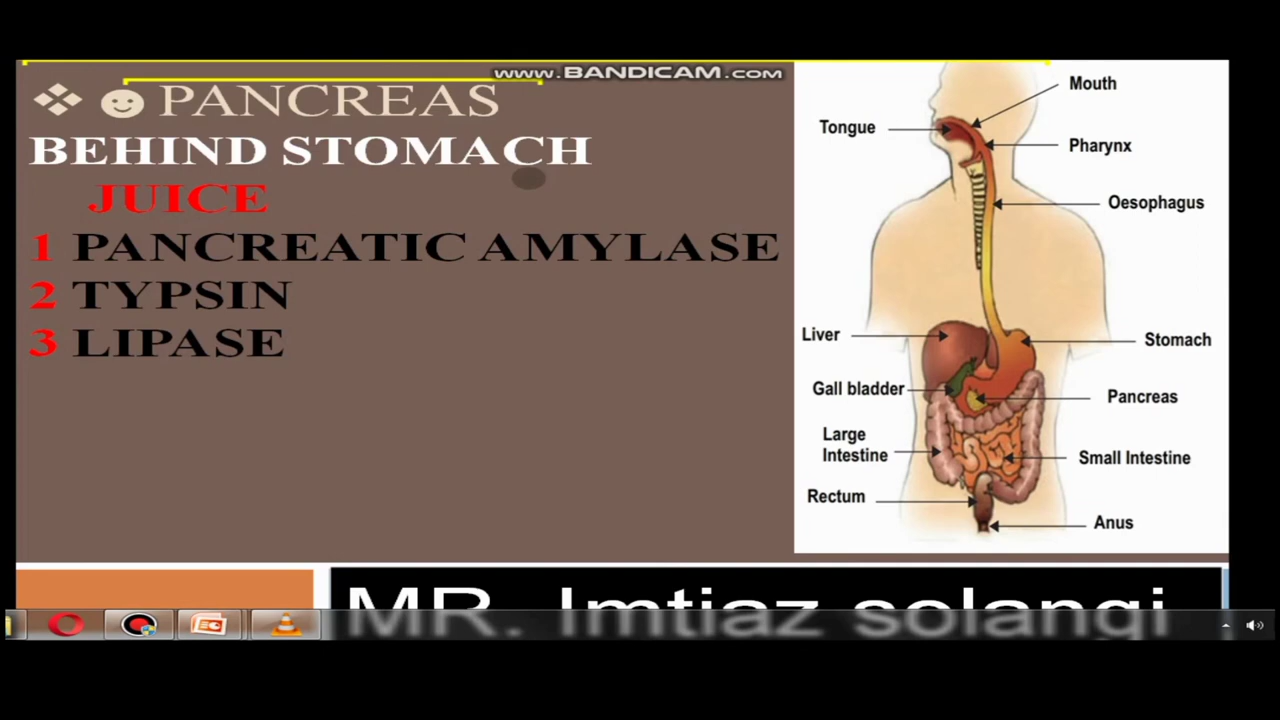 www.BANDICAM.com
PANCREAS
BEHIND STOMACH
JUICE
1 PANCREATIC AMYLASE
2 TYPSIN
3 LIPASE
Mouth
Tongue
Pharynx
Oesophagus
Liver
Stomach
Gall bladder
Pancreas
Large
Intestine
Small Intestine
Rectum
Anus
MR. Imtiaz solangi